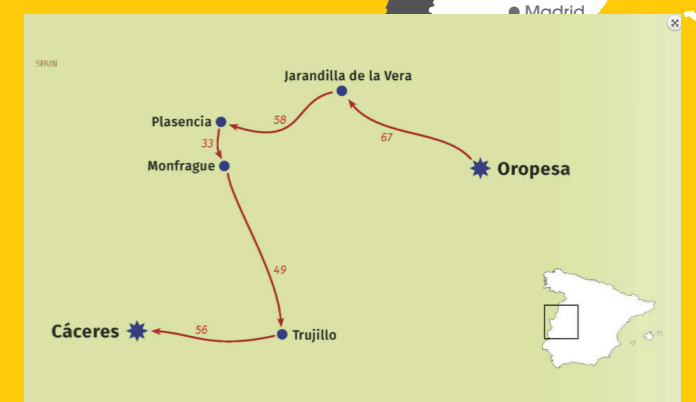 Madrid
SPAIN
Jarandilla de la Vera
Plasencia
58
67
33
Monfrague
Oropesa
49
Cáceres
56
Trujillo